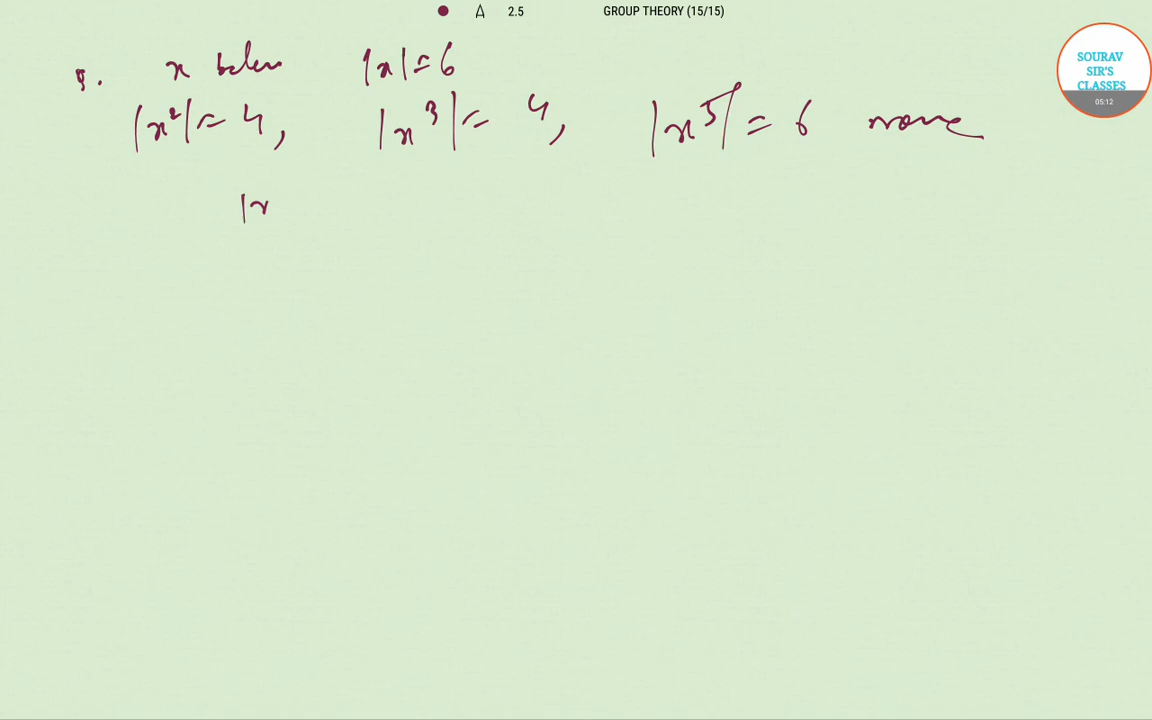 2.5 GROUP THEORY (15/15)
SOURAV
SIR'S
CLASSES
05:12
x |x|=6
|x²|=4, |x³|=4, |x⁵|=6 none
|x